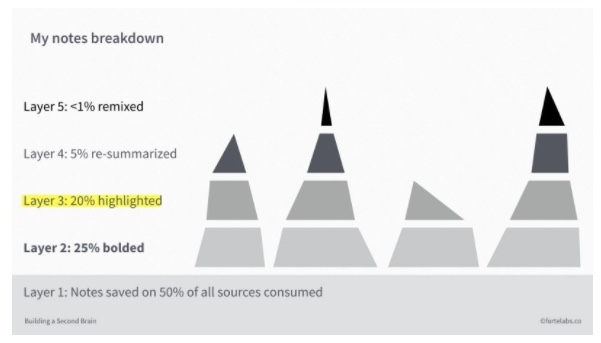 My notes breakdown
Layer 5: <1% remixed
Layer 4: 5% re-summarized
Layer 3: 20% highlighted
Layer 2: 25% bolded
Layer 1: Notes saved on 50% of all sources consumed
Building a Second Brain
©fortelabs.co